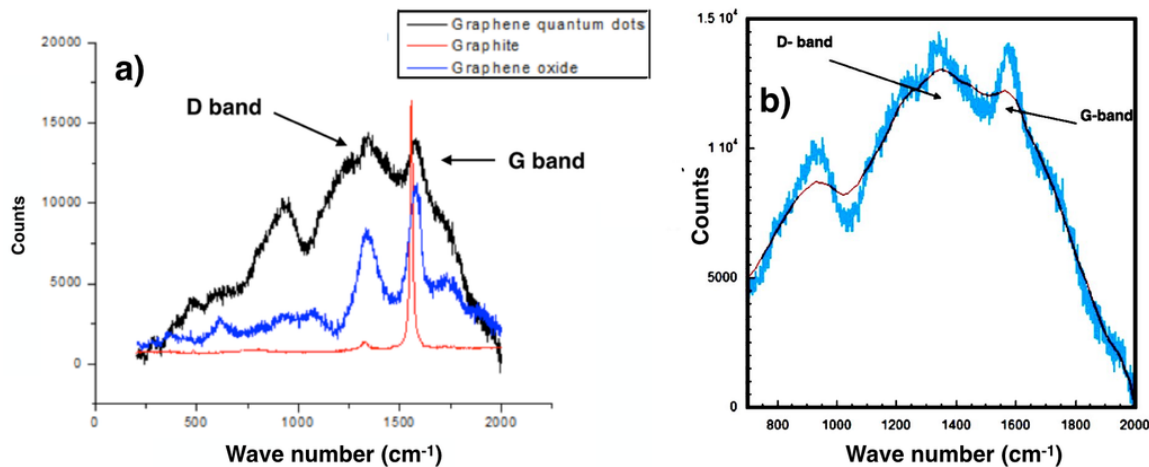 Graphene quantum dots
Graphite
Graphene oxide
a)
D band
G band
20000
15000
10000
5000
0
0
500
1000
1500
2000
Counts
Wave number (cm-1)
b)
D- band
G-band
1.5 10⁴
1 10⁴
5000
0
800
1000
1200
1400
1600
1800
2000
Counts
Wave number (cm-1)